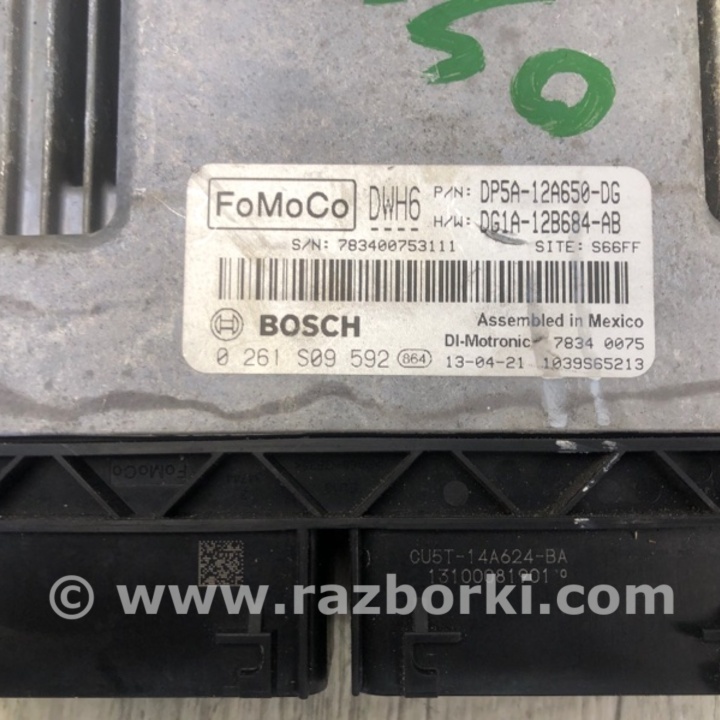 FoMoCo DWH6 P/N: DP5A-12A650-DG
H/W: DG1A-12B684-AB
S/N: 783400753111 SITE: S66FF
BOSCH Assembled in Mexico
DI-Motronic 7834 0075
0 261 S09 592 864 13-04-21 1039S65213
FoMoCo
CU5T-14A624-BA
13100981901
© www.razborki.com